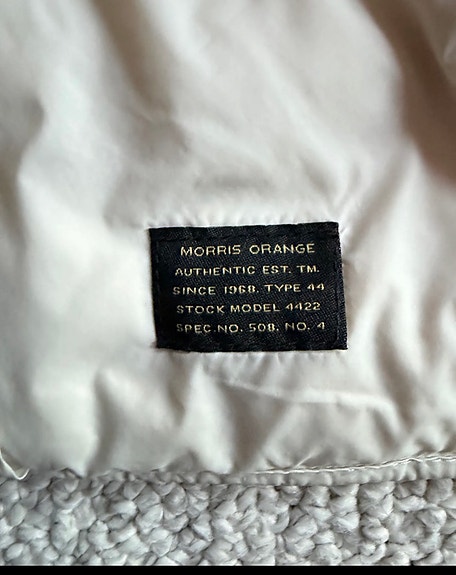 MORRIS ORANGE
AUTHENTIC EST. TM.
SINCE 1968. TYPE 44
STOCK MODEL 4422
SPEC.NO. 508. NO. 4